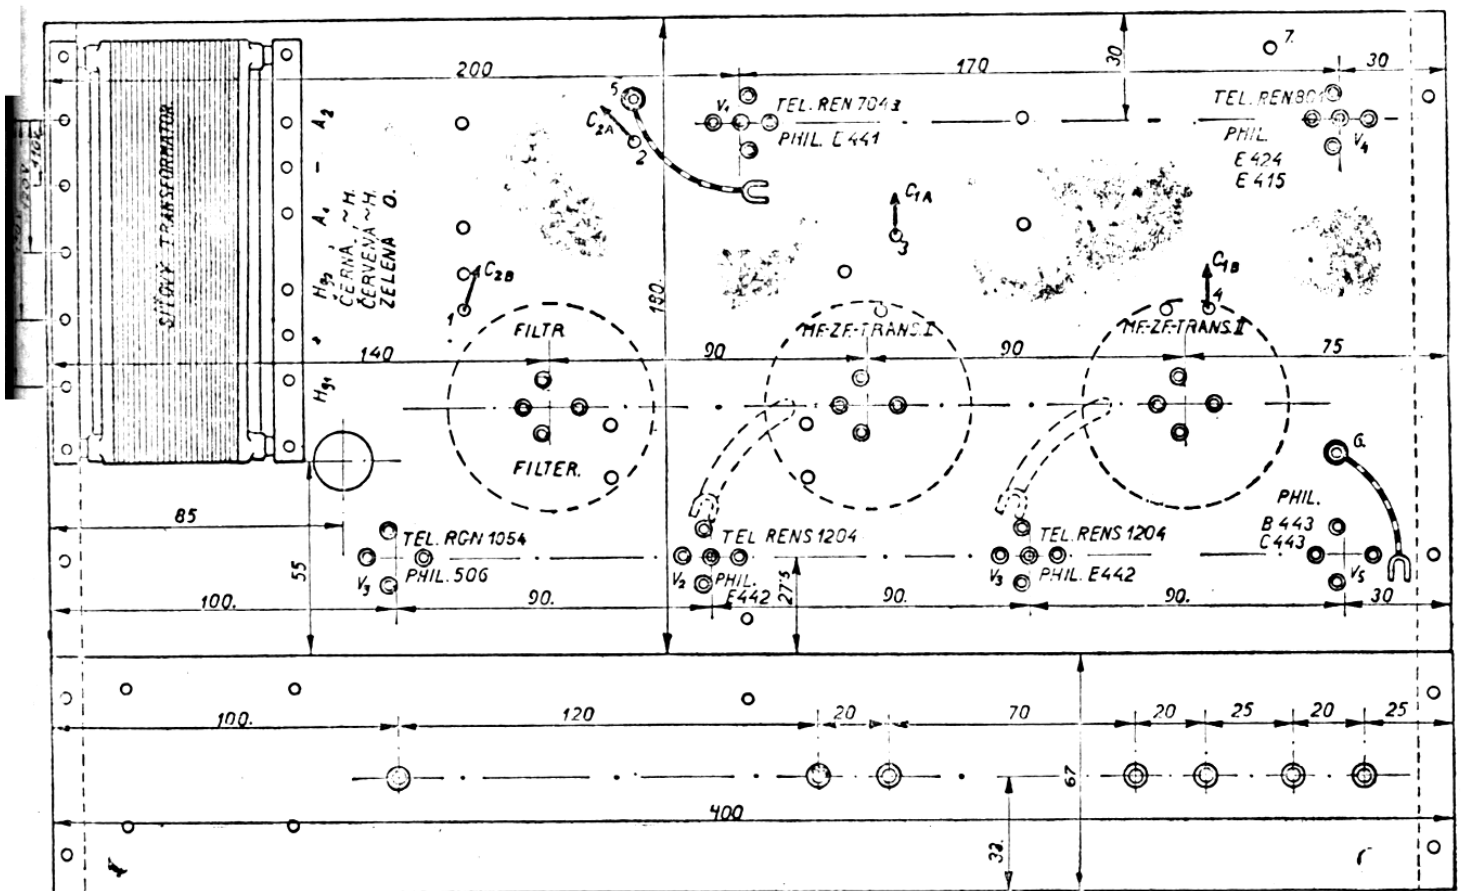 200
170
30
30
7.
5
C2A
2
V1
TEL. REN 704
PHIL. E 441
TEL. REN 80
PHIL.
E 424
E 415
V4
A2
–
A1
Hg2
Hg1
ČERNÁ ~ H.
ČERVENÁ ~ H.
ZELENÁ O.
SÍŤOVÝ TRANSFORMÁTOR
C1A
3
C2B
1
C1B
4
180
FILTR
MF.-ZF.-TRANS. I
MF.-ZF.-TRANS. II
140
90
90
75
FILTER.
6.
85
55
TEL. RGN 1054
PHIL. 506
V3
TEL RENS 1204
PHIL.
E442
V2
27'5
TEL. RENS 1204
PHIL. E442
V3
PHIL.
B 443
C 443
V5
100.
90.
90.
90.
30
100.
120
20
70
20
25
20
25
67
400
32